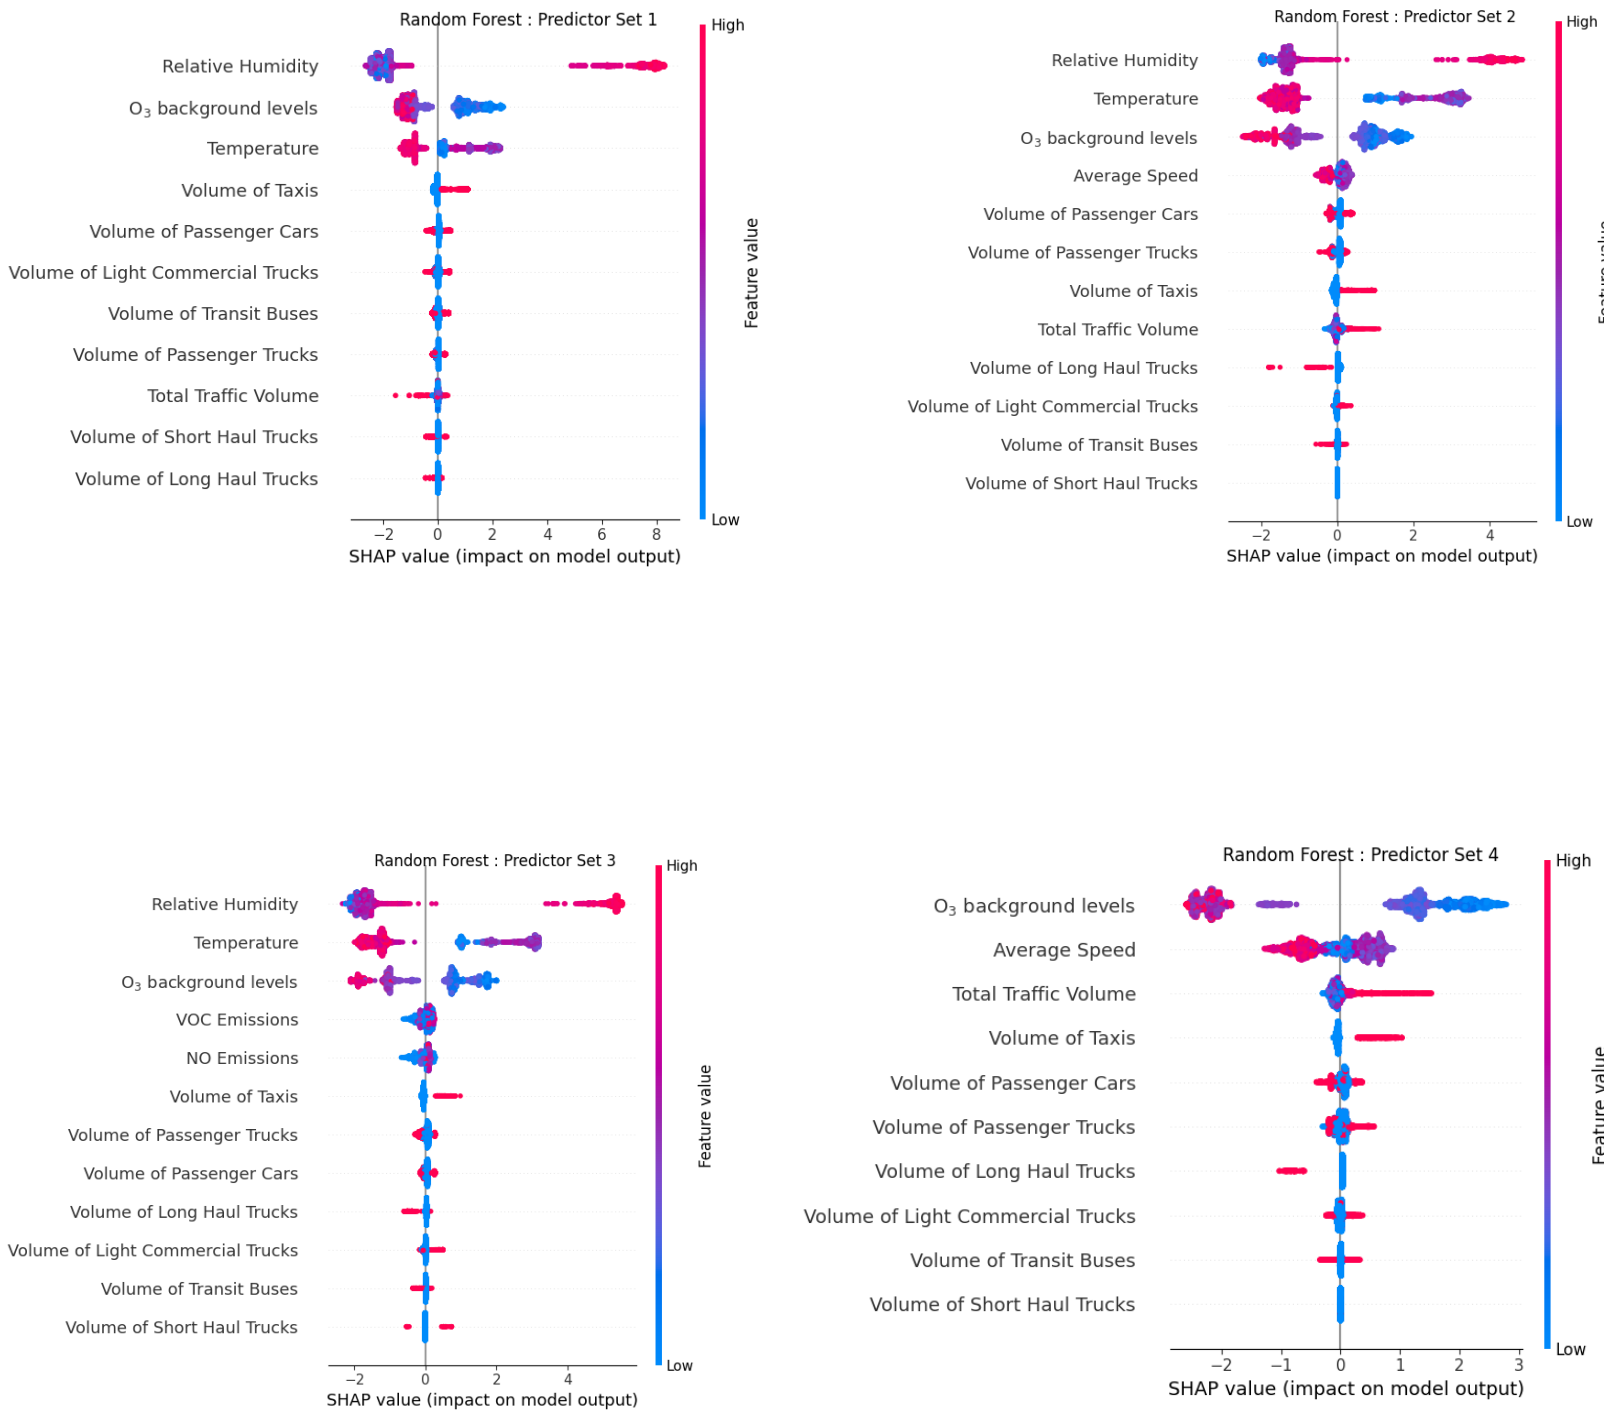 Random Forest : Predictor Set 1
High
Relative Humidity
O₃ background levels
Temperature
Volume of Taxis
Volume of Passenger Cars
Volume of Light Commercial Trucks
Volume of Transit Buses
Volume of Passenger Trucks
Total Traffic Volume
Volume of Short Haul Trucks
Volume of Long Haul Trucks
Feature value
Low
−2 0 2 4 6 8
SHAP value (impact on model output)
Random Forest : Predictor Set 2
High
Relative Humidity
Temperature
O₃ background levels
Average Speed
Volume of Passenger Cars
Volume of Passenger Trucks
Volume of Taxis
Total Traffic Volume
Volume of Long Haul Trucks
Volume of Light Commercial Trucks
Volume of Transit Buses
Volume of Short Haul Trucks
Feature value
Low
−2 0 2 4
SHAP value (impact on model output)
Random Forest : Predictor Set 3
High
Relative Humidity
Temperature
O₃ background levels
VOC Emissions
NO Emissions
Volume of Taxis
Volume of Passenger Trucks
Volume of Passenger Cars
Volume of Long Haul Trucks
Volume of Light Commercial Trucks
Volume of Transit Buses
Volume of Short Haul Trucks
Feature value
Low
−2 0 2 4
SHAP value (impact on model output)
Random Forest : Predictor Set 4
High
O₃ background levels
Average Speed
Total Traffic Volume
Volume of Taxis
Volume of Passenger Cars
Volume of Passenger Trucks
Volume of Long Haul Trucks
Volume of Light Commercial Trucks
Volume of Transit Buses
Volume of Short Haul Trucks
Feature value
Low
−2 −1 0 1 2 3
SHAP value (impact on model output)